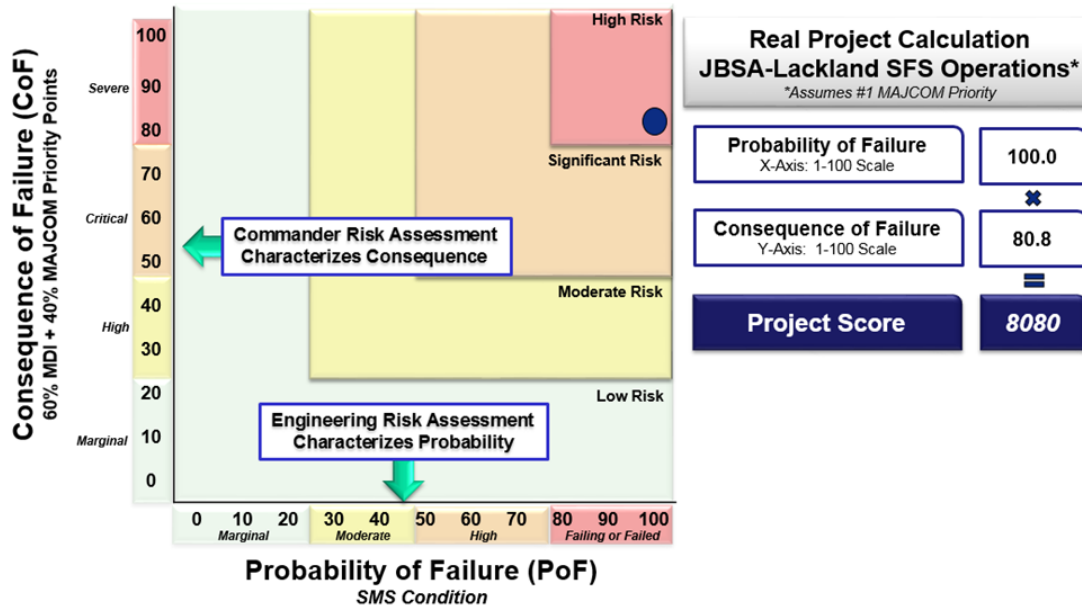 Consequence of Failure (CoF)
60% MDI + 40% MAJCOM Priority Points
Severe
Critical
High
Marginal
100
90
80
70
60
50
40
30
20
10
0
High Risk
Significant Risk
Commander Risk Assessment
Characterizes Consequence
Moderate Risk
Low Risk
Engineering Risk Assessment
Characterizes Probability
0 10 20 30 40 50 60 70 80 90 100
Marginal Moderate High Failing or Failed
Probability of Failure (PoF)
SMS Condition
Real Project Calculation
JBSA-Lackland SFS Operations*
*Assumes #1 MAJCOM Priority
Probability of Failure
X-Axis: 1-100 Scale
100.0
×
Consequence of Failure
Y-Axis: 1-100 Scale
80.8
=
Project Score
8080